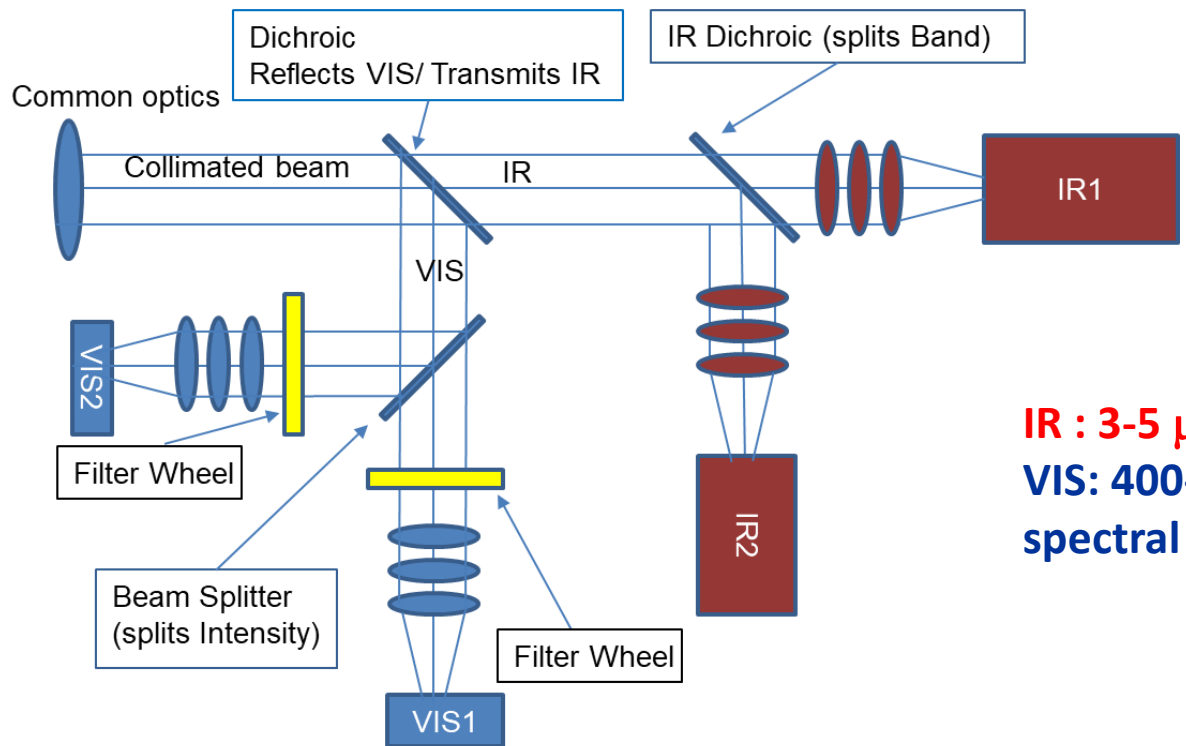 Dichroic
Reflects VIS/ Transmits IR
IR Dichroic (splits Band)
Common optics
Collimated beam
IR
IR1
VIS
VIS2
Filter Wheel
IR2
IR : 3-5 μ
VIS: 400-
spectral
Beam Splitter
(splits Intensity)
Filter Wheel
VIS1